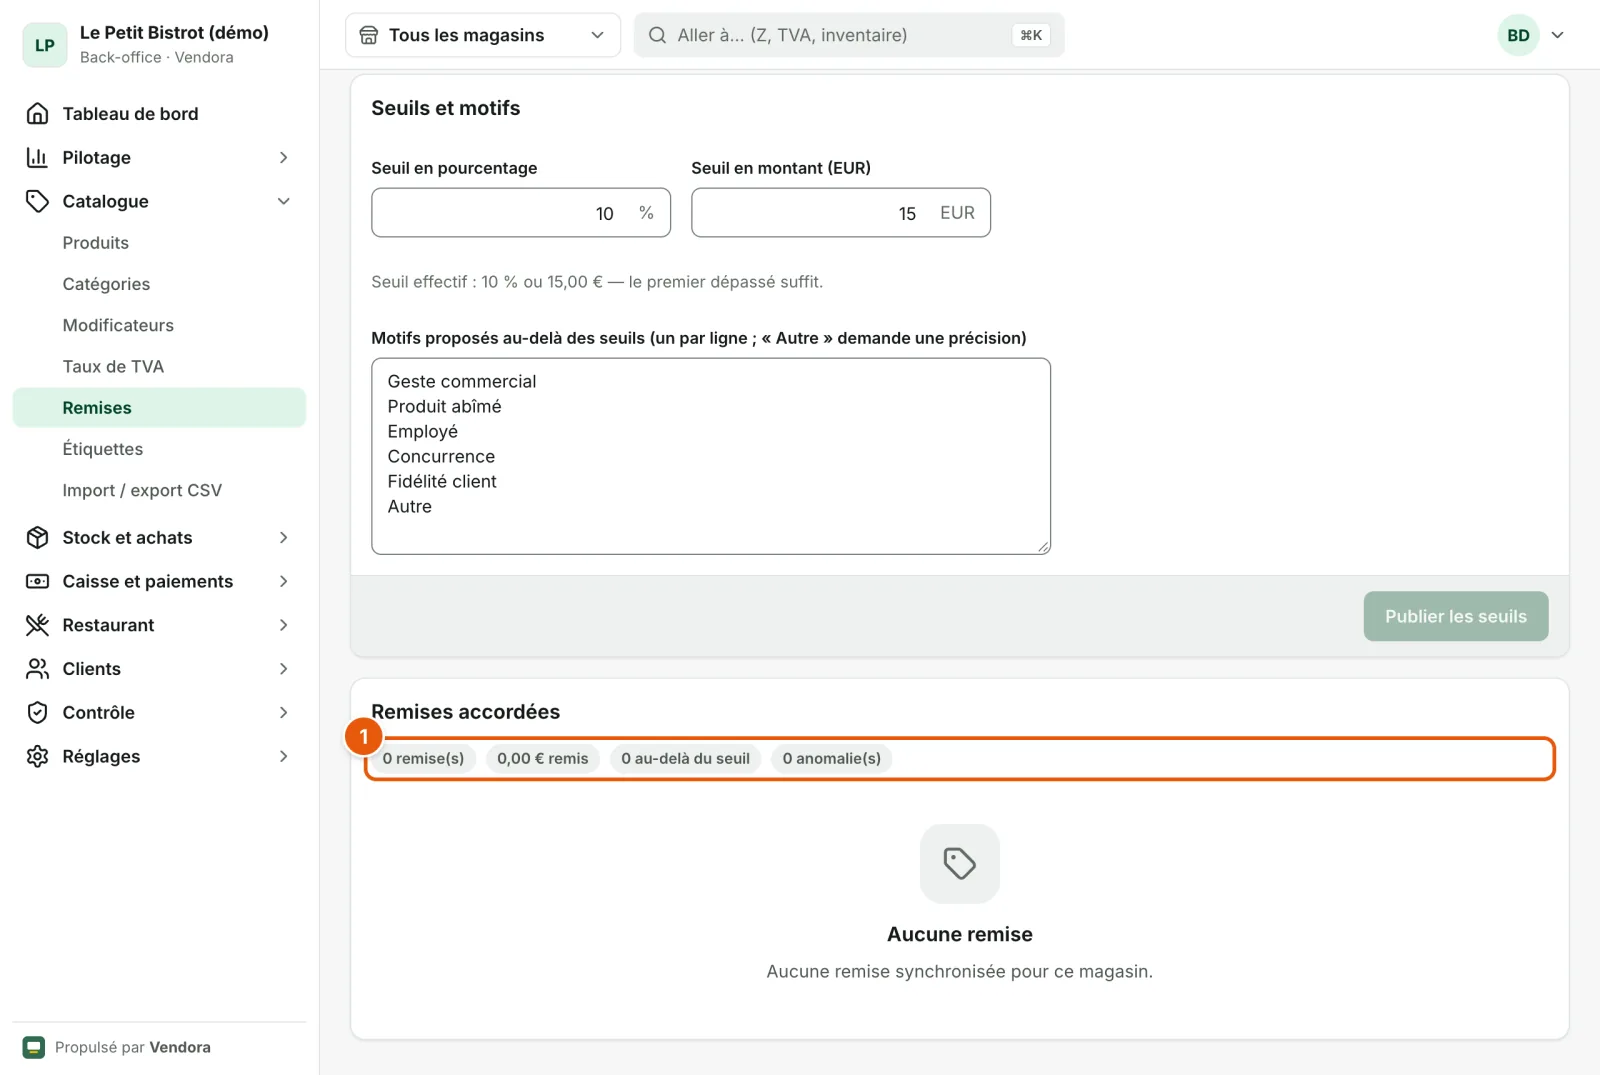 LP
Le Petit Bistrot (démo)
Back-office · Vendora
Tous les magasins
Aller à... (Z, TVA, inventaire)
⌘K
BD
Tableau de bord
Pilotage
Catalogue
Produits
Catégories
Modificateurs
Taux de TVA
Remises
Étiquettes
Import / export CSV
Stock et achats
Caisse et paiements
Restaurant
Clients
Contrôle
Réglages
Propulsé par Vendora
Seuils et motifs
Seuil en pourcentage
10 %
Seuil en montant (EUR)
15 EUR
Seuil effectif : 10 % ou 15,00 € — le premier dépassé suffit.
Motifs proposés au-delà des seuils (un par ligne ; « Autre » demande une précision)
Geste commercial
Produit abîmé
Employé
Concurrence
Fidélité client
Autre
Publier les seuils
Remises accordées
1
0 remise(s) 0,00 € remis 0 au-delà du seuil 0 anomalie(s)
Aucune remise
Aucune remise synchronisée pour ce magasin.